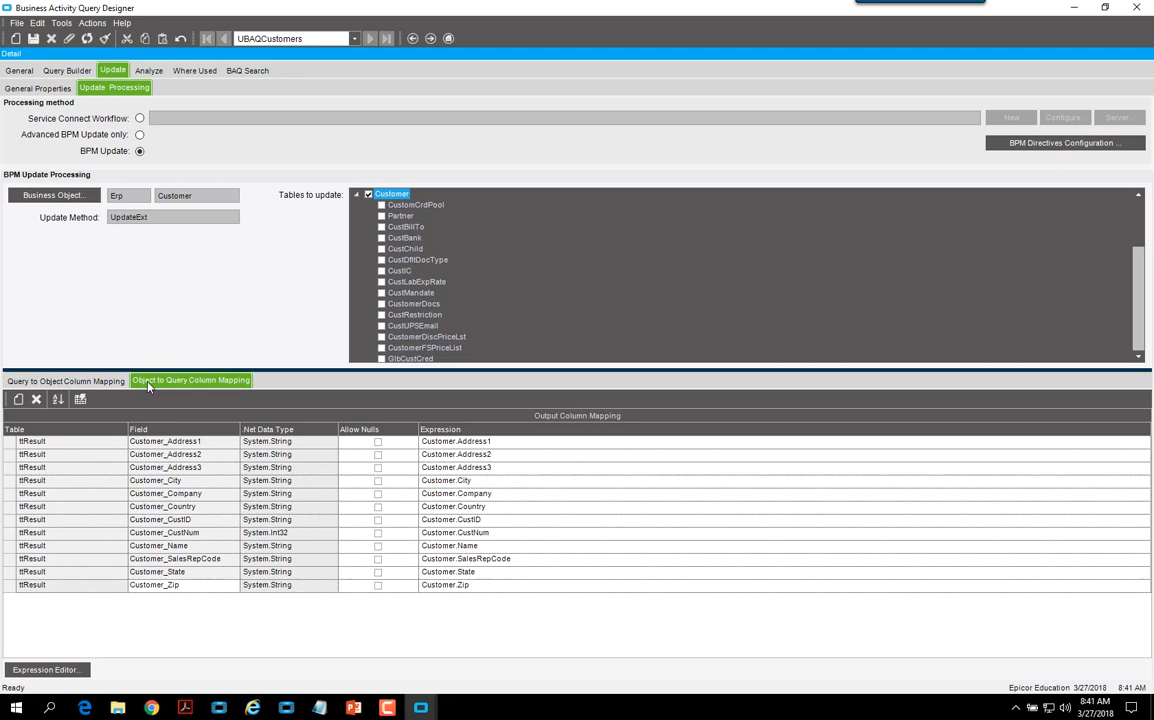 Business Activity Query Designer
File Edit Tools Actions Help
UBAQCustomers
Detail
General Query Builder Update Analyze Where Used BAQ Search
General Properties Update Processing
Processing method
Service Connect Workflow: New Configure... Server...
Advanced BPM Update only:
BPM Update: BPM Directives Configuration ...
BPM Update Processing
Business Object... Erp Customer Tables to update: Customer
CustomCrdPool
Partner
Update Method: UpdateExt
CustBillTo
CustBank
CustChild
CustDfltDocType
CustIC
CustLabExpRate
CustMandate
CustomerDocs
CustRestriction
CustUPSEmail
CustomerDiscPriceLst
CustomerFSPriceList
GlbCustCred
Query to Object Column Mapping Object to Query Column Mapping
Output Column Mapping
Table Field .Net Data Type Allow Nulls Expression
ttResult Customer_Address1 System.String Customer.Address1
ttResult Customer_Address2 System.String Customer.Address2
ttResult Customer_Address3 System.String Customer.Address3
ttResult Customer_City System.String Customer.City
ttResult Customer_Company System.String Customer.Company
ttResult Customer_Country System.String Customer.Country
ttResult Customer_CustID System.String Customer.CustID
ttResult Customer_CustNum System.Int32 Customer.CustNum
ttResult Customer_Name System.String Customer.Name
ttResult Customer_SalesRepCode System.String Customer.SalesRepCode
ttResult Customer_State System.String Customer.State
ttResult Customer_Zip System.String Customer.Zip
Expression Editor...
Ready Epicor Education 3/27/2018 8:41 AM
8:41 AM
3/27/2018